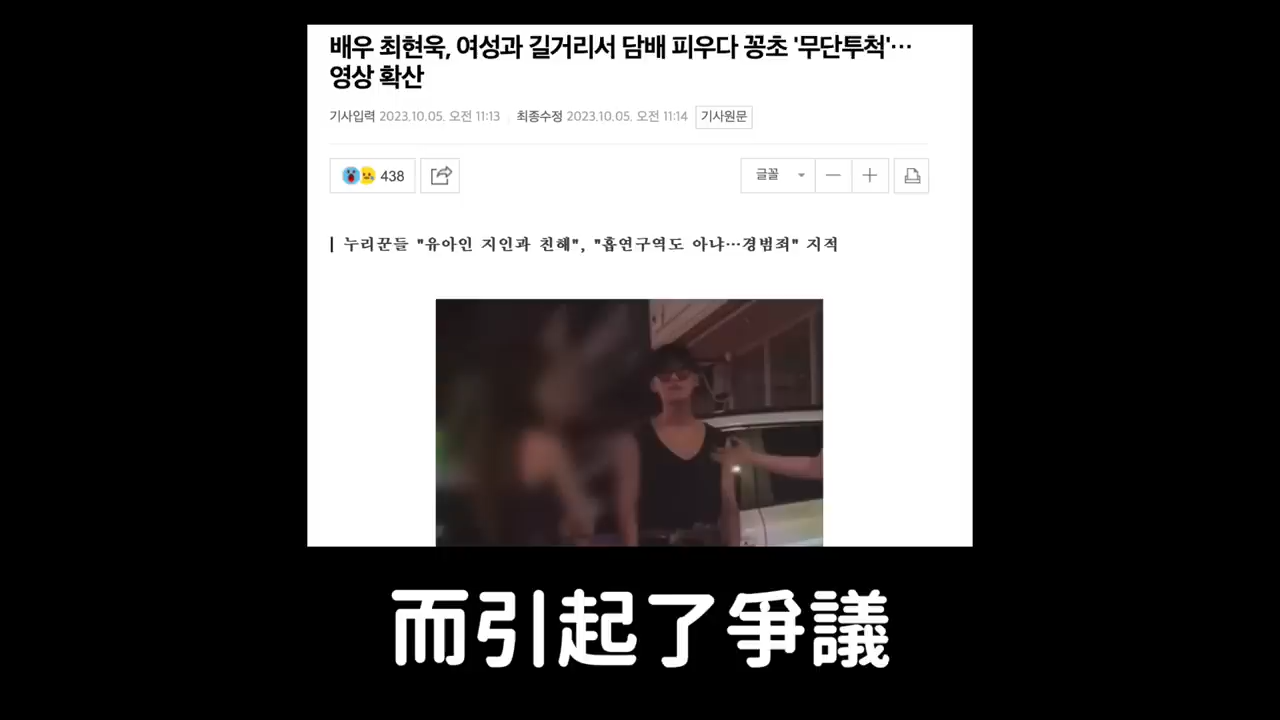 배우 최현욱, 여성과 길거리서 담배 피우다 꽁초 '무단투척'…
영상 확산
기사입력 2023.10.05. 오전 11:13 최종수정 2023.10.05. 오전 11:14 기사원문
438 글꼴
누리꾼들 "유아인 지인과 친해", "흡연구역도 아냐…경범죄" 지적
而引起了爭議